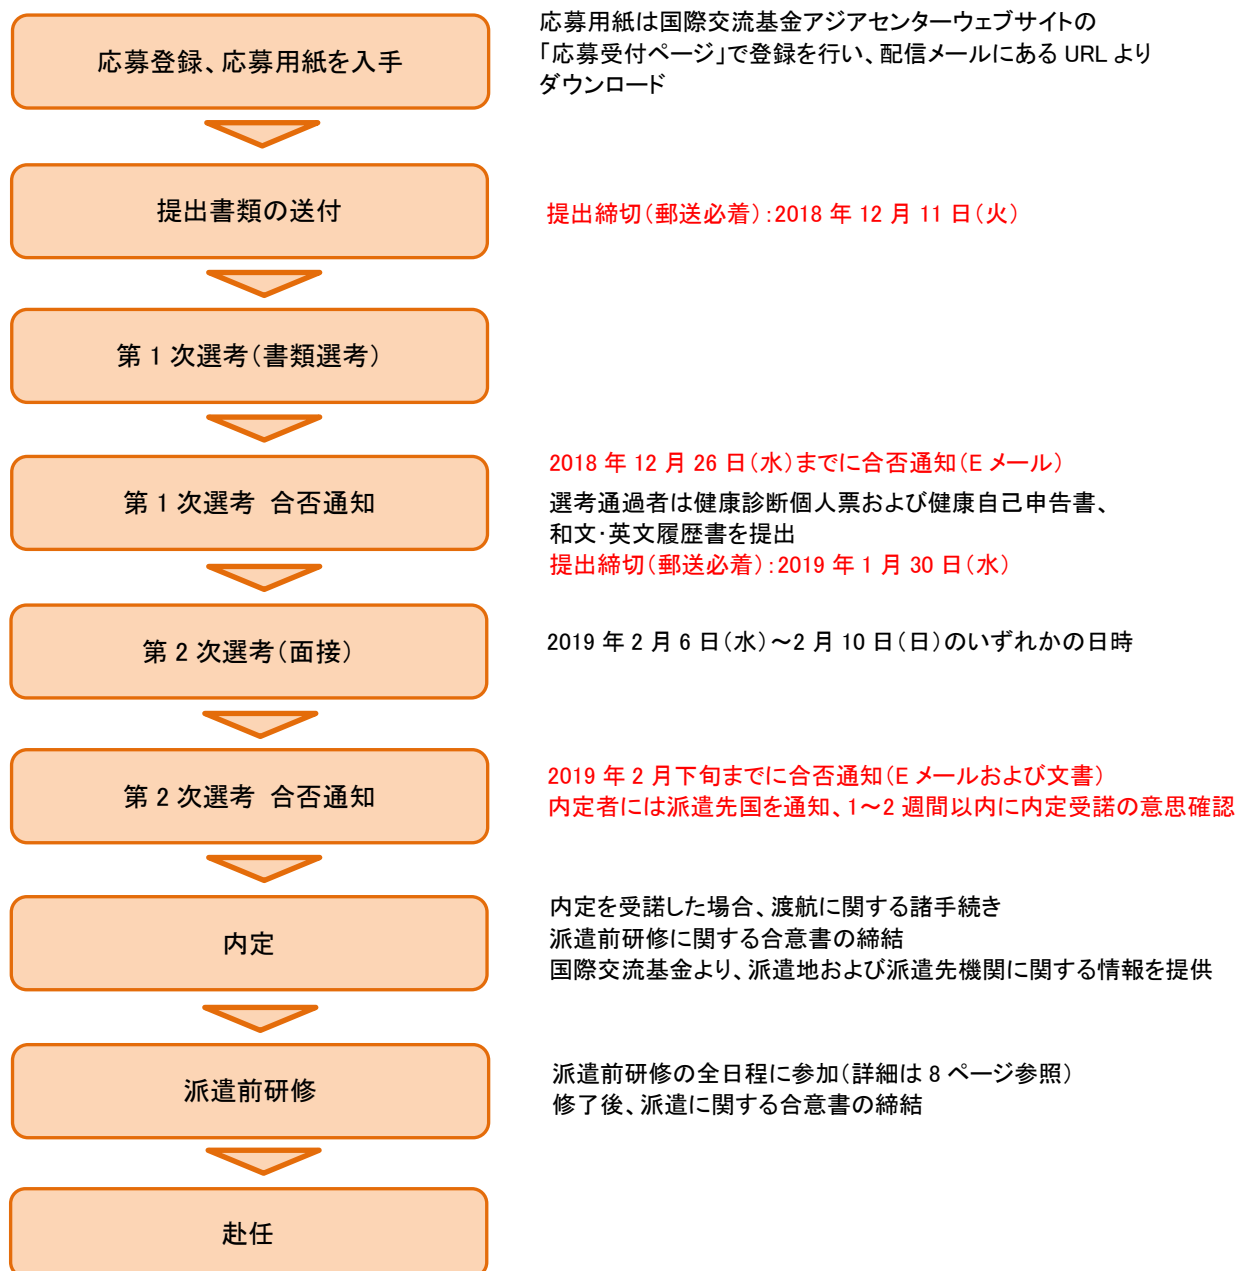 応募登録、応募用紙を入手
応募用紙は国際交流基金アジアセンターウェブサイトの
「応募受付ページ」で登録を行い、配信メールにある URL より
ダウンロード
提出書類の送付
提出締切(郵送必着):2018 年 12 月 11 日(火)
第 1 次選考(書類選考)
第 1 次選考 合否通知
2018 年 12 月 26 日(水)までに合否通知(E メール)
選考通過者は健康診断個人票および健康自己申告書、
和文・英文履歴書を提出
提出締切(郵送必着):2019 年 1 月 30 日(水)
第 2 次選考(面接)
2019 年 2 月 6 日(水)~2 月 10 日(日)のいずれかの日時
第 2 次選考 合否通知
2019 年 2 月下旬までに合否通知(E メールおよび文書)
内定者には派遣先国を通知、1~2 週間以内に内定受諾の意思確認
内定
内定を受諾した場合、渡航に関する諸手続き
派遣前研修に関する合意書の締結
国際交流基金より、派遣地および派遣先機関に関する情報を提供
派遣前研修
派遣前研修の全日程に参加(詳細は 8 ページ参照)
修了後、派遣に関する合意書の締結
赴任